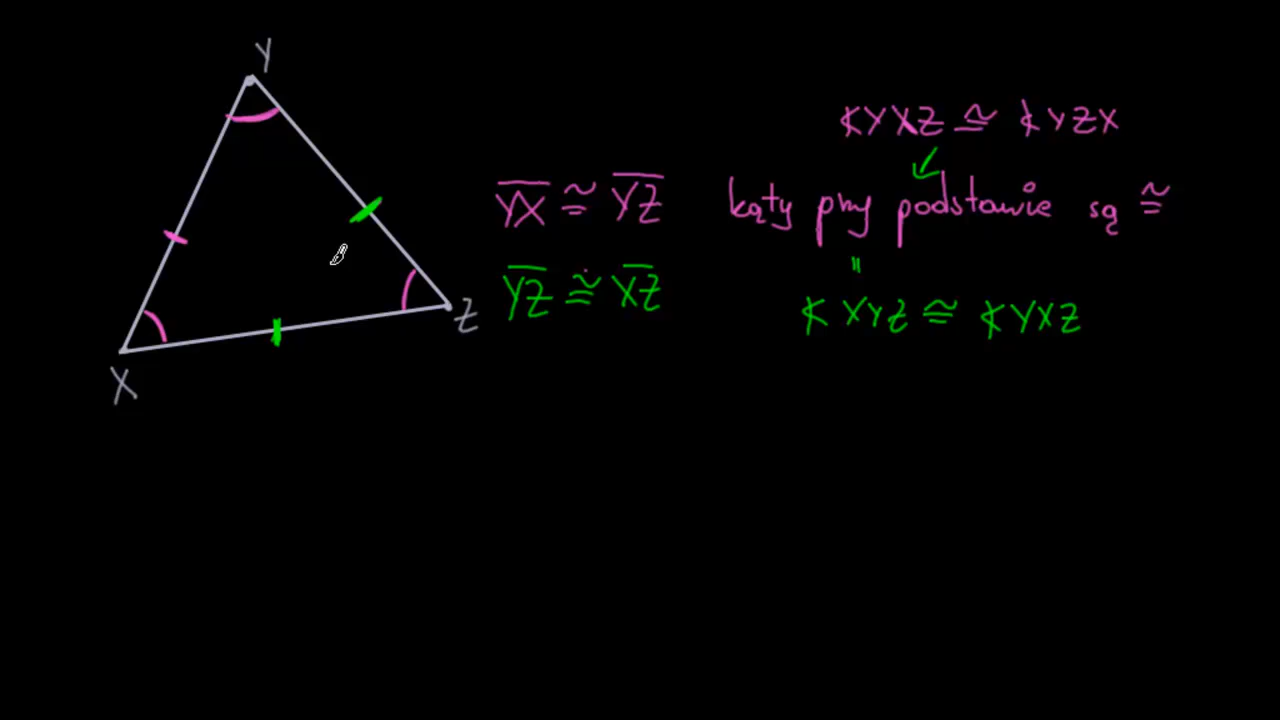 Y
∢YXZ ≅ ∢YZX
YX ≅ YZ kąty przy podstawie są ≅
YZ ≅ XZ "
Z ∢XYZ ≅ ∢YXZ
X